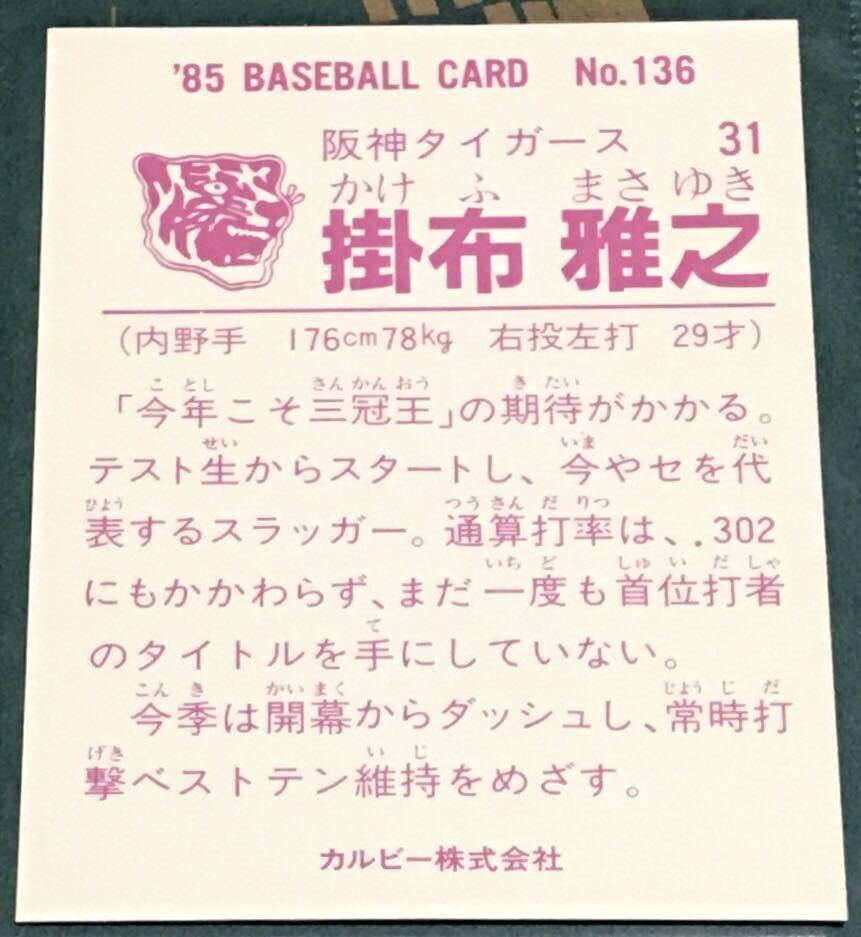 '85 BASEBALL CARD No.136
阪神タイガース 31
かけ ふ まさ ゆき
掛布 雅之
(内野手 176cm78kg 右投左打 29才)
こ とし さんかんおう き たい
「今年こそ三冠王」の期待がかかる。
せい いま だい
テスト生からスタートし、今やセを代
ひょう つうさん だ りつ
表するスラッガー。通算打率は、.302
いち ど しゅ い だ しゃ
にもかかわらず、まだ一度も首位打者
て
のタイトルを手にしていない。
こん き かいまく じょう じ だ
今季は開幕からダッシュし、常時打
げき い じ
撃ベストテン維持をめざす。
カルビー株式会社